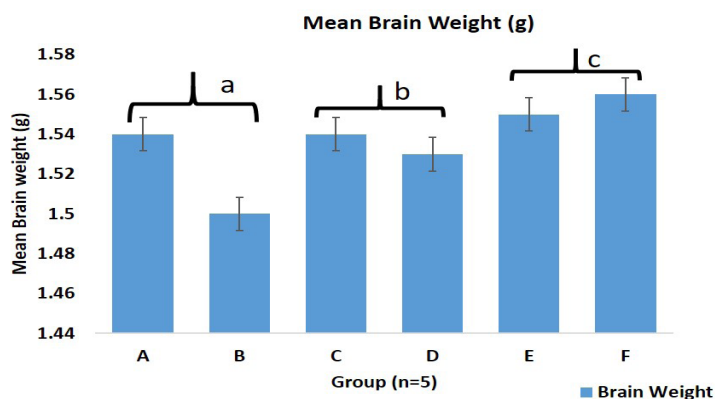 Mean Brain Weight (g)
1.58
1.56
1.54
1.52
1.5
1.48
1.46
1.44
Mean Brain weight (g)
a
b
c
A B C D E F
Group (n=5)
Brain Weight